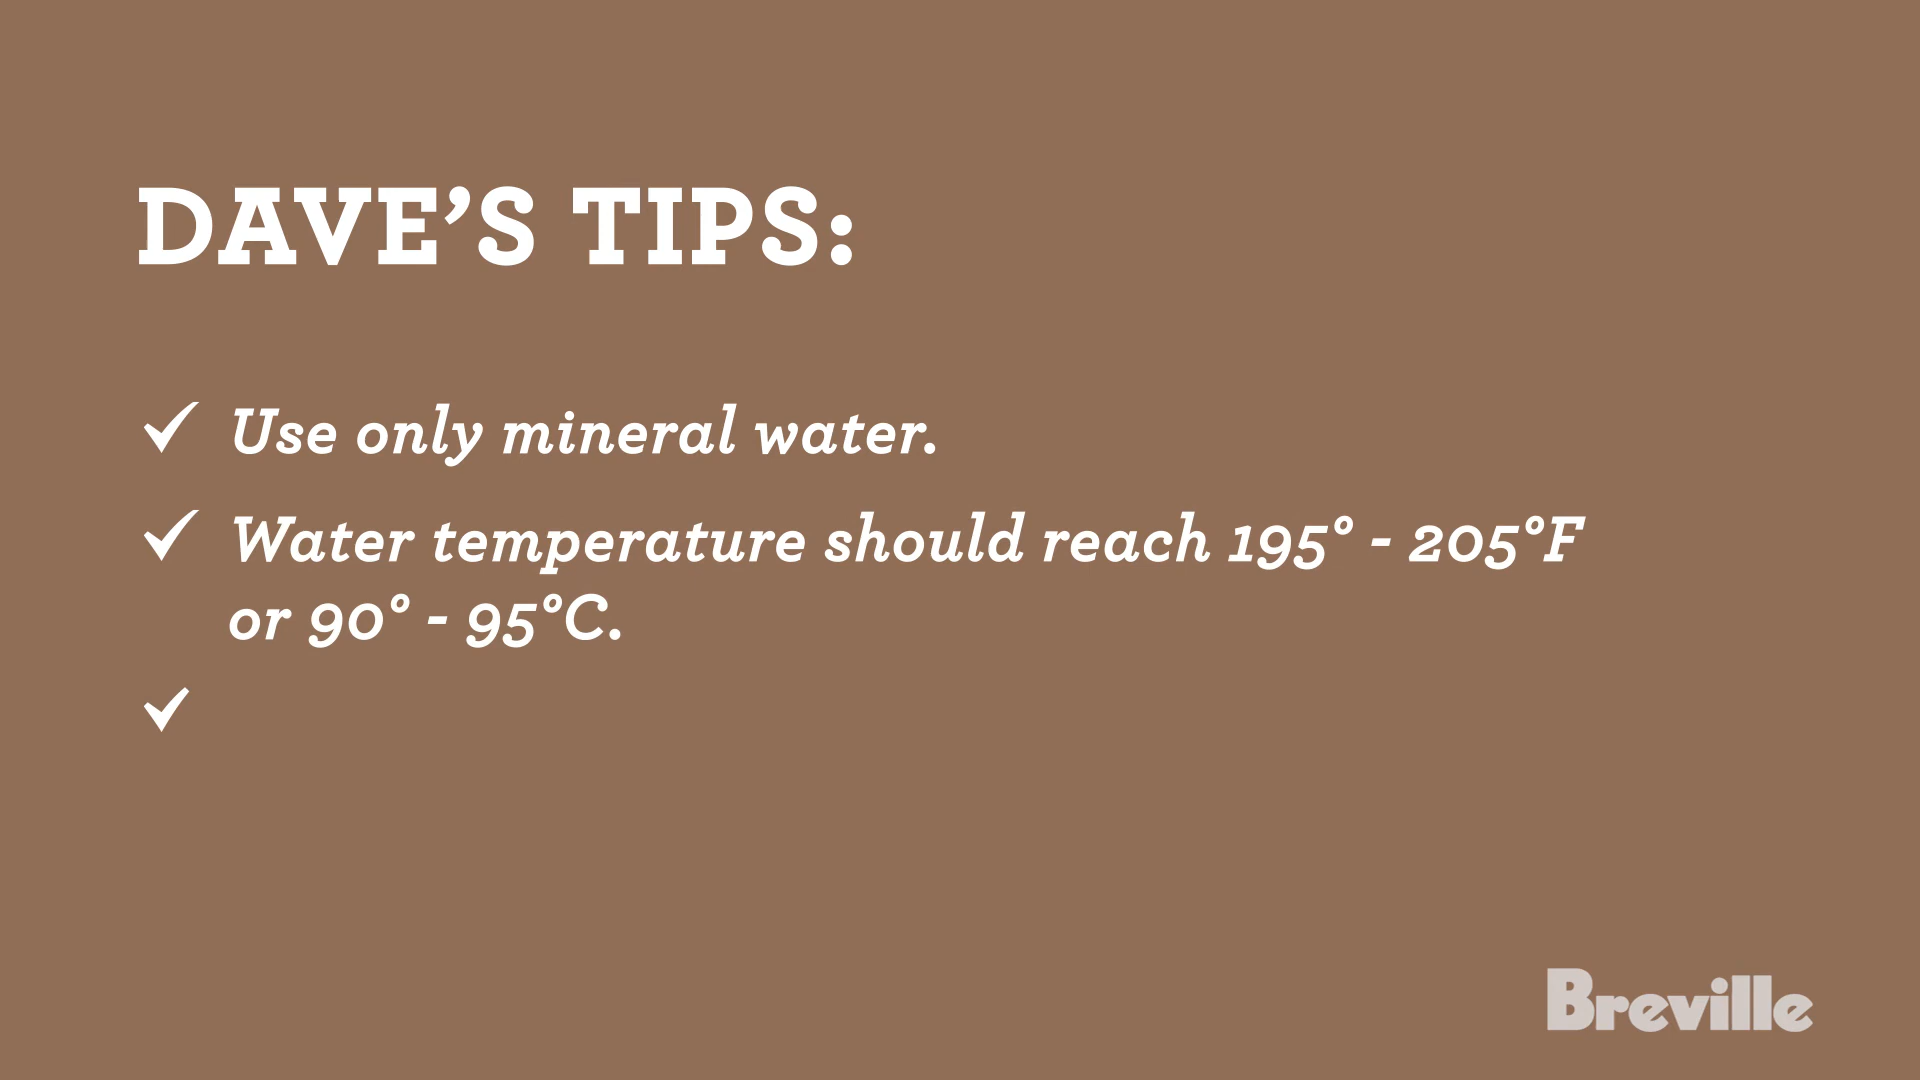 DAVE’S TIPS:
✓ Use only mineral water.
✓ Water temperature should reach 195° - 205°F
or 90° - 95°C.
✓
Breville